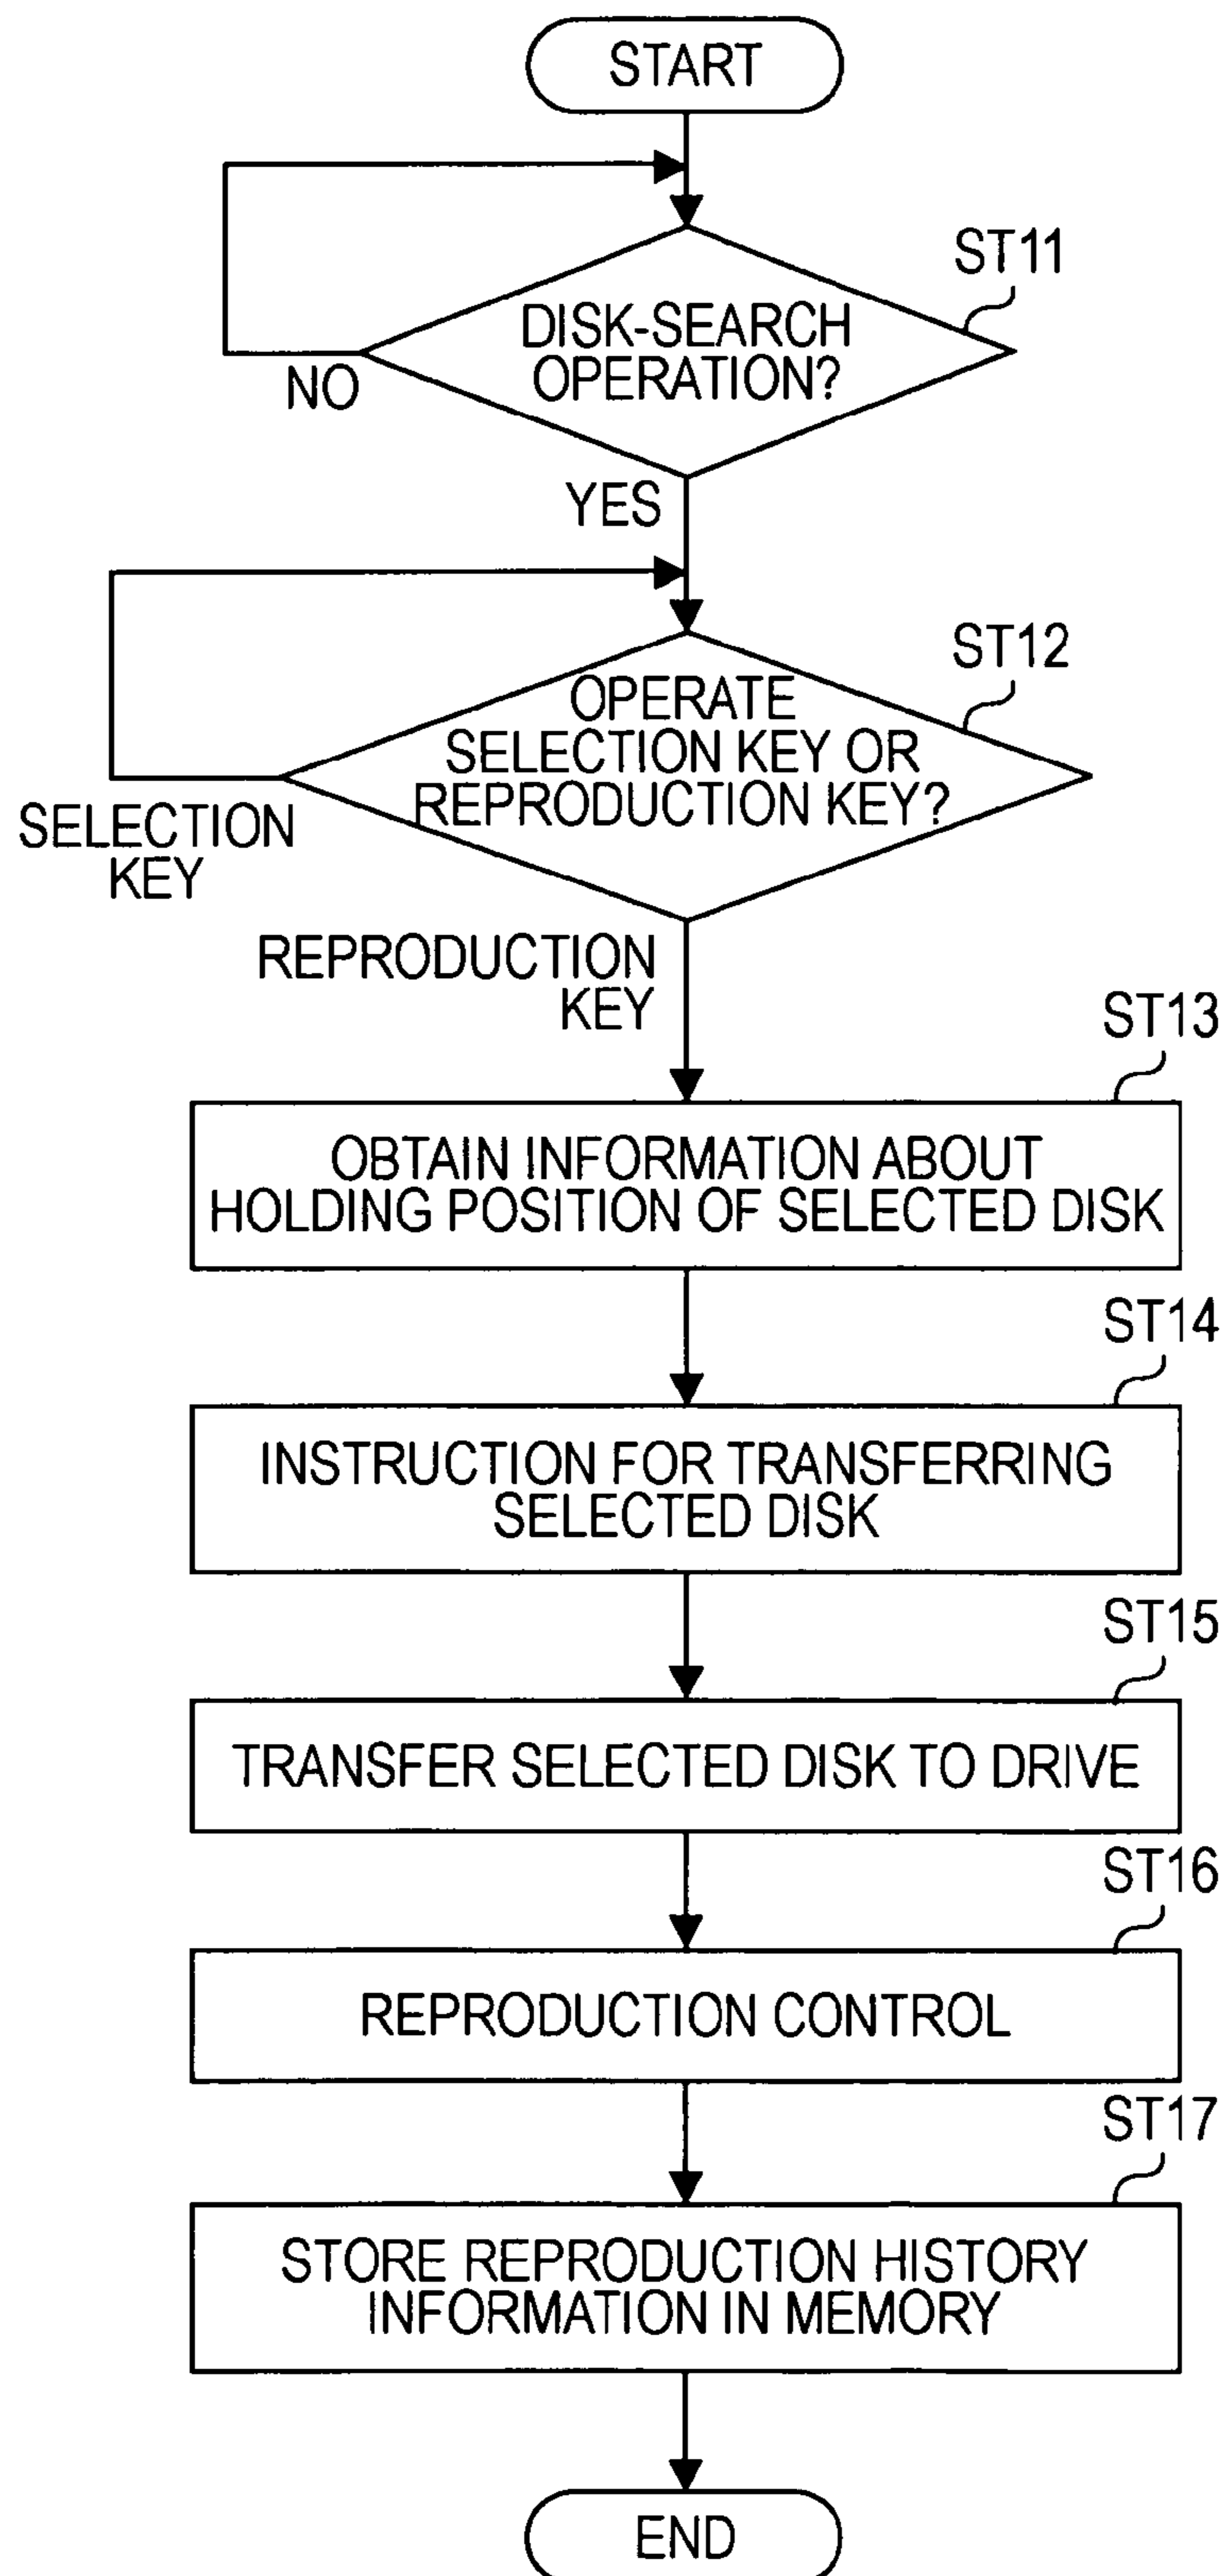 START
ST11
DISK-SEARCH
OPERATION?
NO
YES
ST12
OPERATE
SELECTION KEY OR
REPRODUCTION KEY?
SELECTION
KEY
REPRODUCTION
KEY
ST13
OBTAIN INFORMATION ABOUT
HOLDING POSITION OF SELECTED DISK
ST14
INSTRUCTION FOR TRANSFERRING
SELECTED DISK
ST15
TRANSFER SELECTED DISK TO DRIVE
ST16
REPRODUCTION CONTROL
ST17
STORE REPRODUCTION HISTORY
INFORMATION IN MEMORY
END